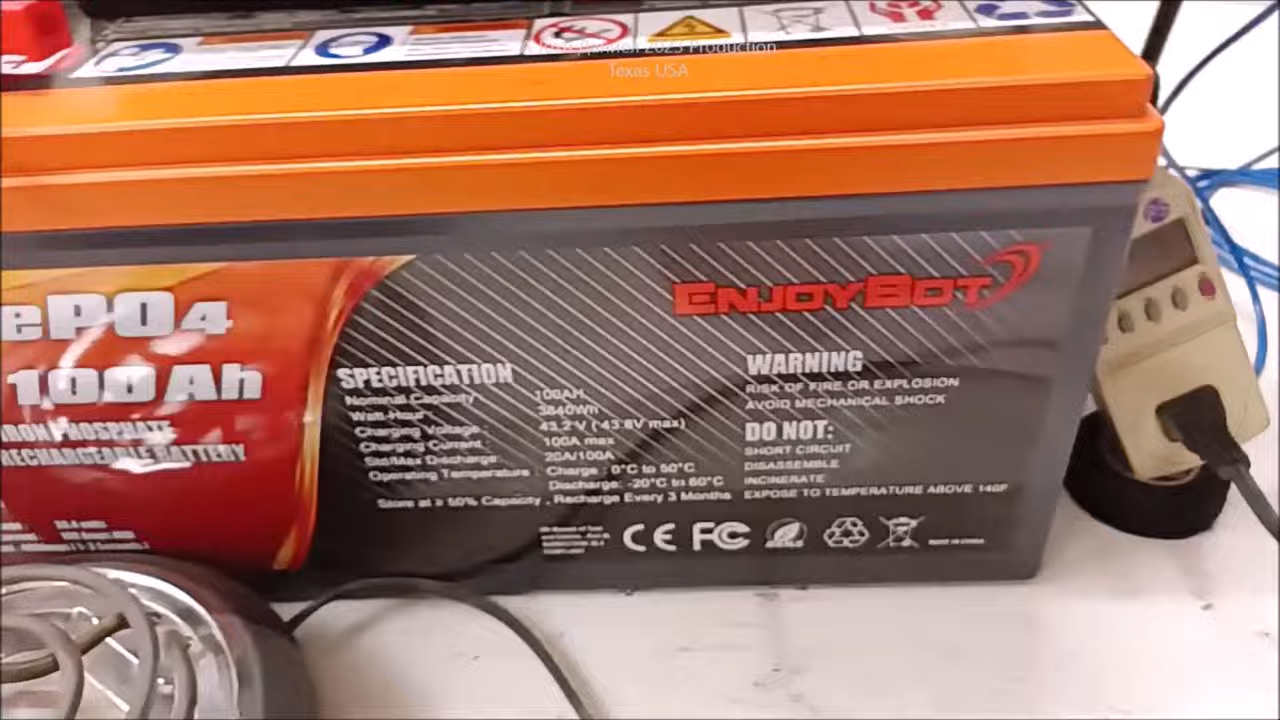 2023 Production
Texas USA
ePO4
100Ah
IRON PHOSPHATE
RECHARGEABLE BATTERY
ENJOYBOT
SPECIFICATION
Nominal Capacity 100AH
Watt-Hour: 3840Wh
Charging Voltage: 43.2 V ( 43.8V max)
Charging Current: 100A max
Std/Max Discharge: 20A/100A
Operating Temperature : Charge : 0°C to 50°C
Discharge: -20°C to 60°C
Store at ≥ 50% Capacity , Recharge Every 3 Months
WARNING
RISK OF FIRE OR EXPLOSION
AVOID MECHANICAL SHOCK
DO NOT:
SHORT CIRCUIT
DISASSEMBLE
INCINERATE
EXPOSE TO TEMPERATURE ABOVE 140F
CE FC
MADE IN CHINA